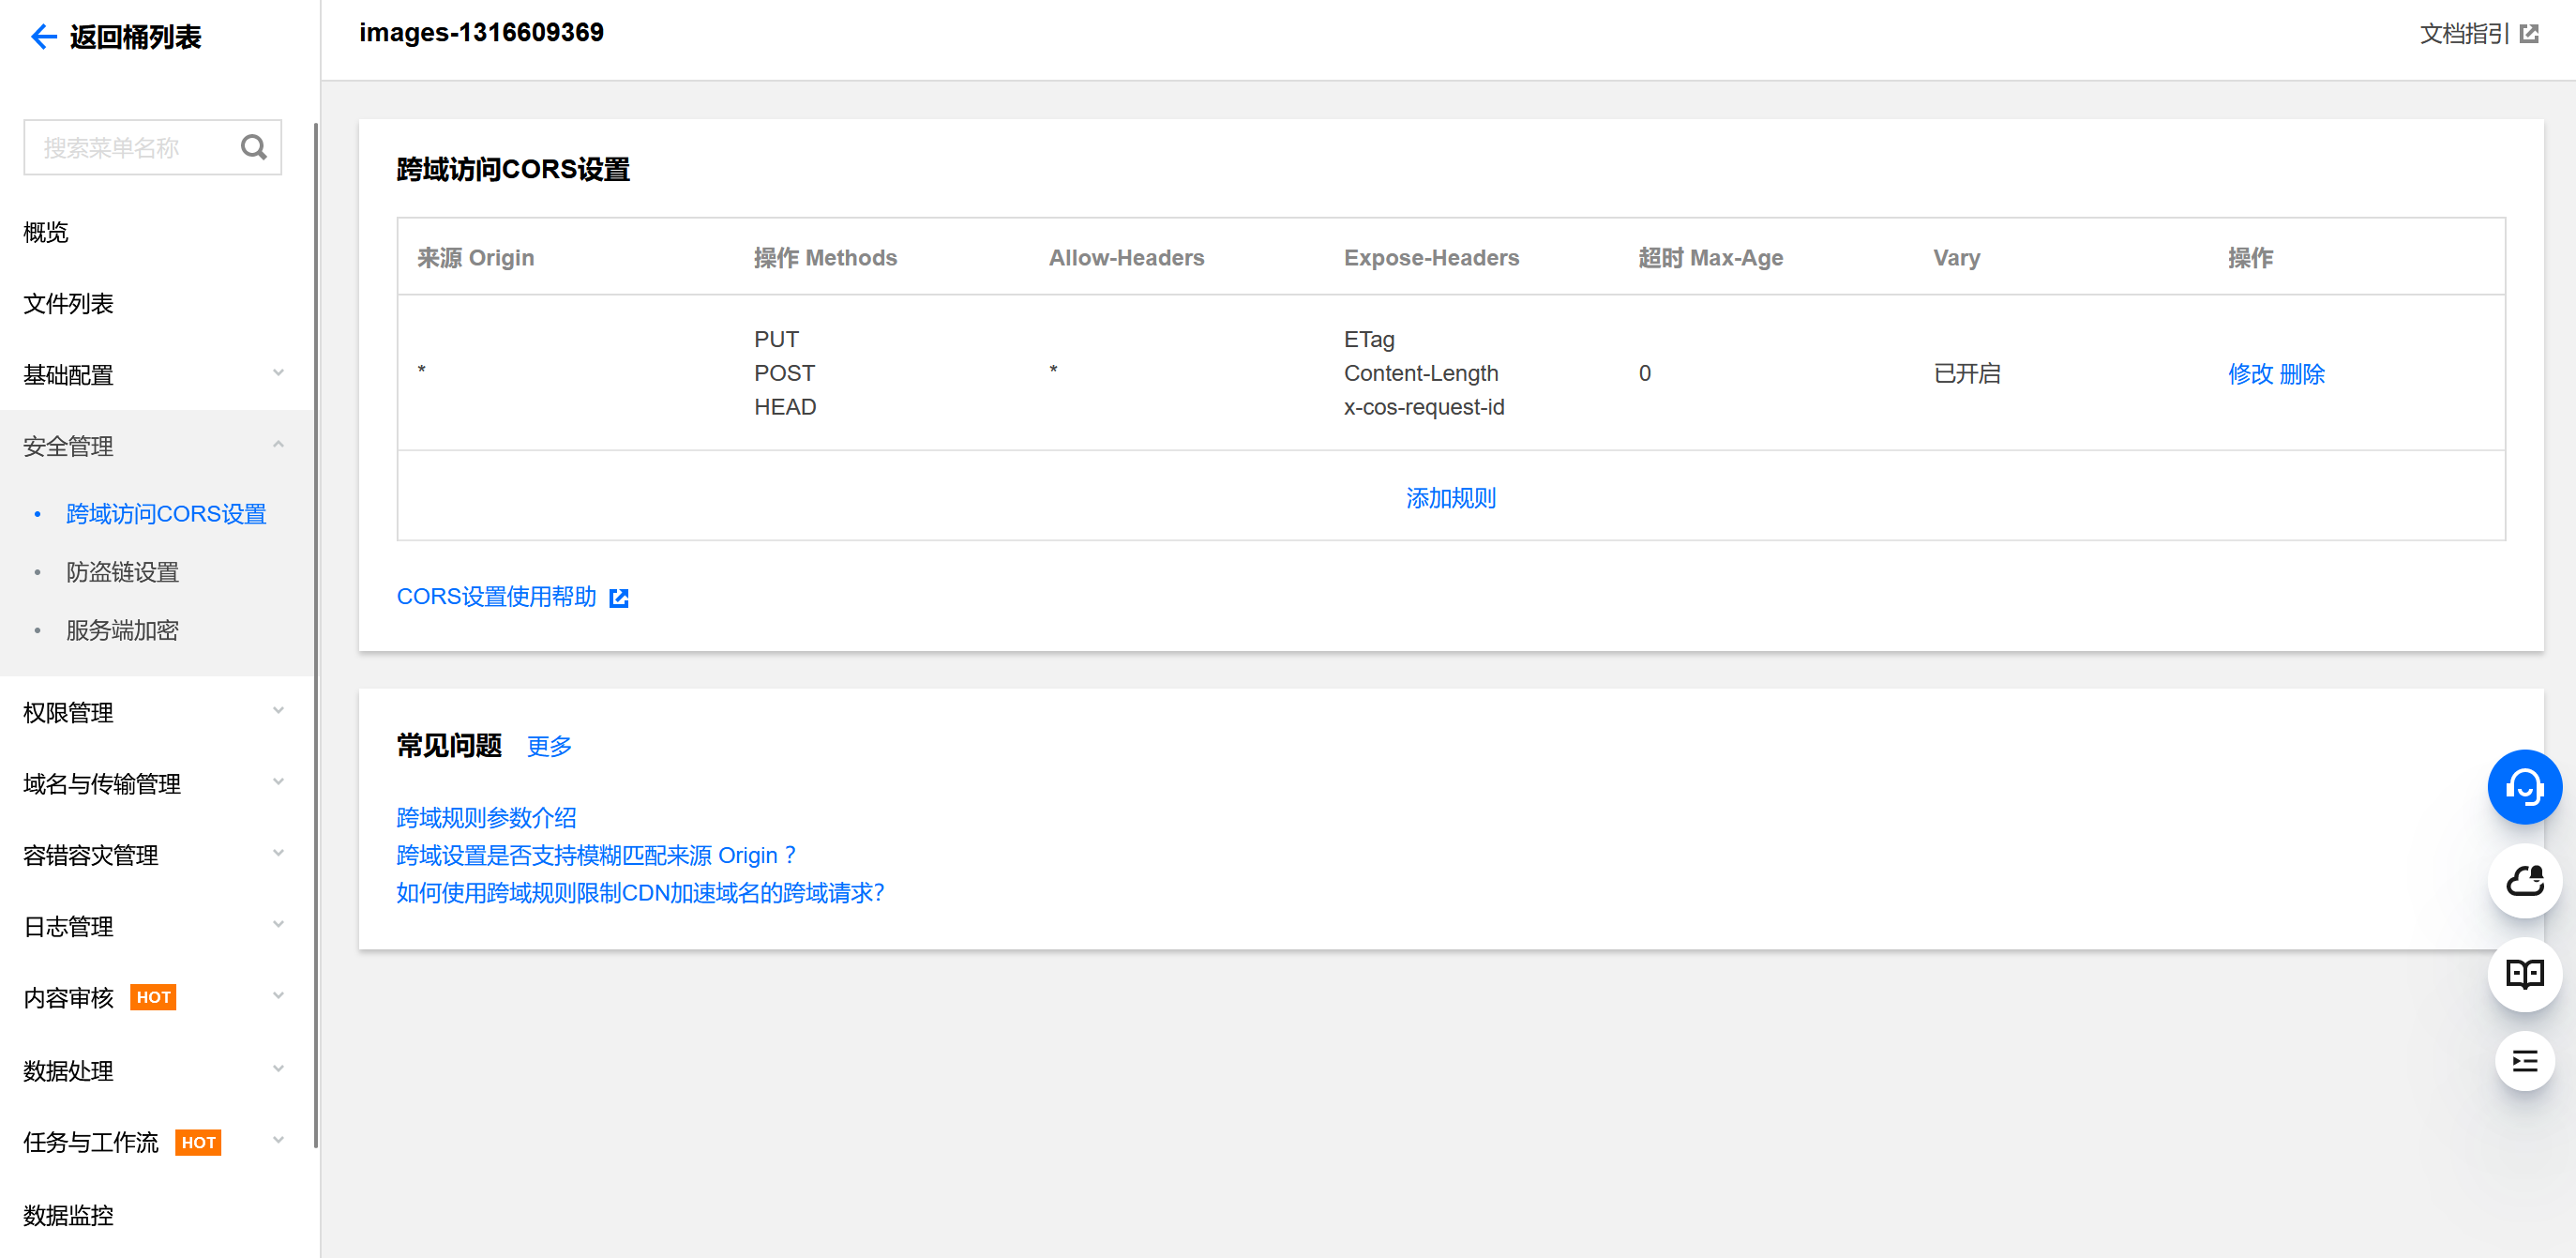 返回桶列表
images-1316609369
文档指引
搜索菜单名称
概览
文件列表
基础配置
安全管理
跨域访问CORS设置
防盗链设置
服务端加密
权限管理
域名与传输管理
容错容灾管理
日志管理
内容审核 HOT
数据处理
任务与工作流 HOT
数据监控
跨域访问CORS设置
来源 Origin 操作 Methods Allow-Headers Expose-Headers 超时 Max-Age Vary 操作
PUT ETag
* POST * Content-Length 0 已开启 修改 删除
HEAD x-cos-request-id
添加规则
CORS设置使用帮助
常见问题 更多
跨域规则参数介绍
跨域设置是否支持模糊匹配来源 Origin ？
如何使用跨域规则限制CDN加速域名的跨域请求?